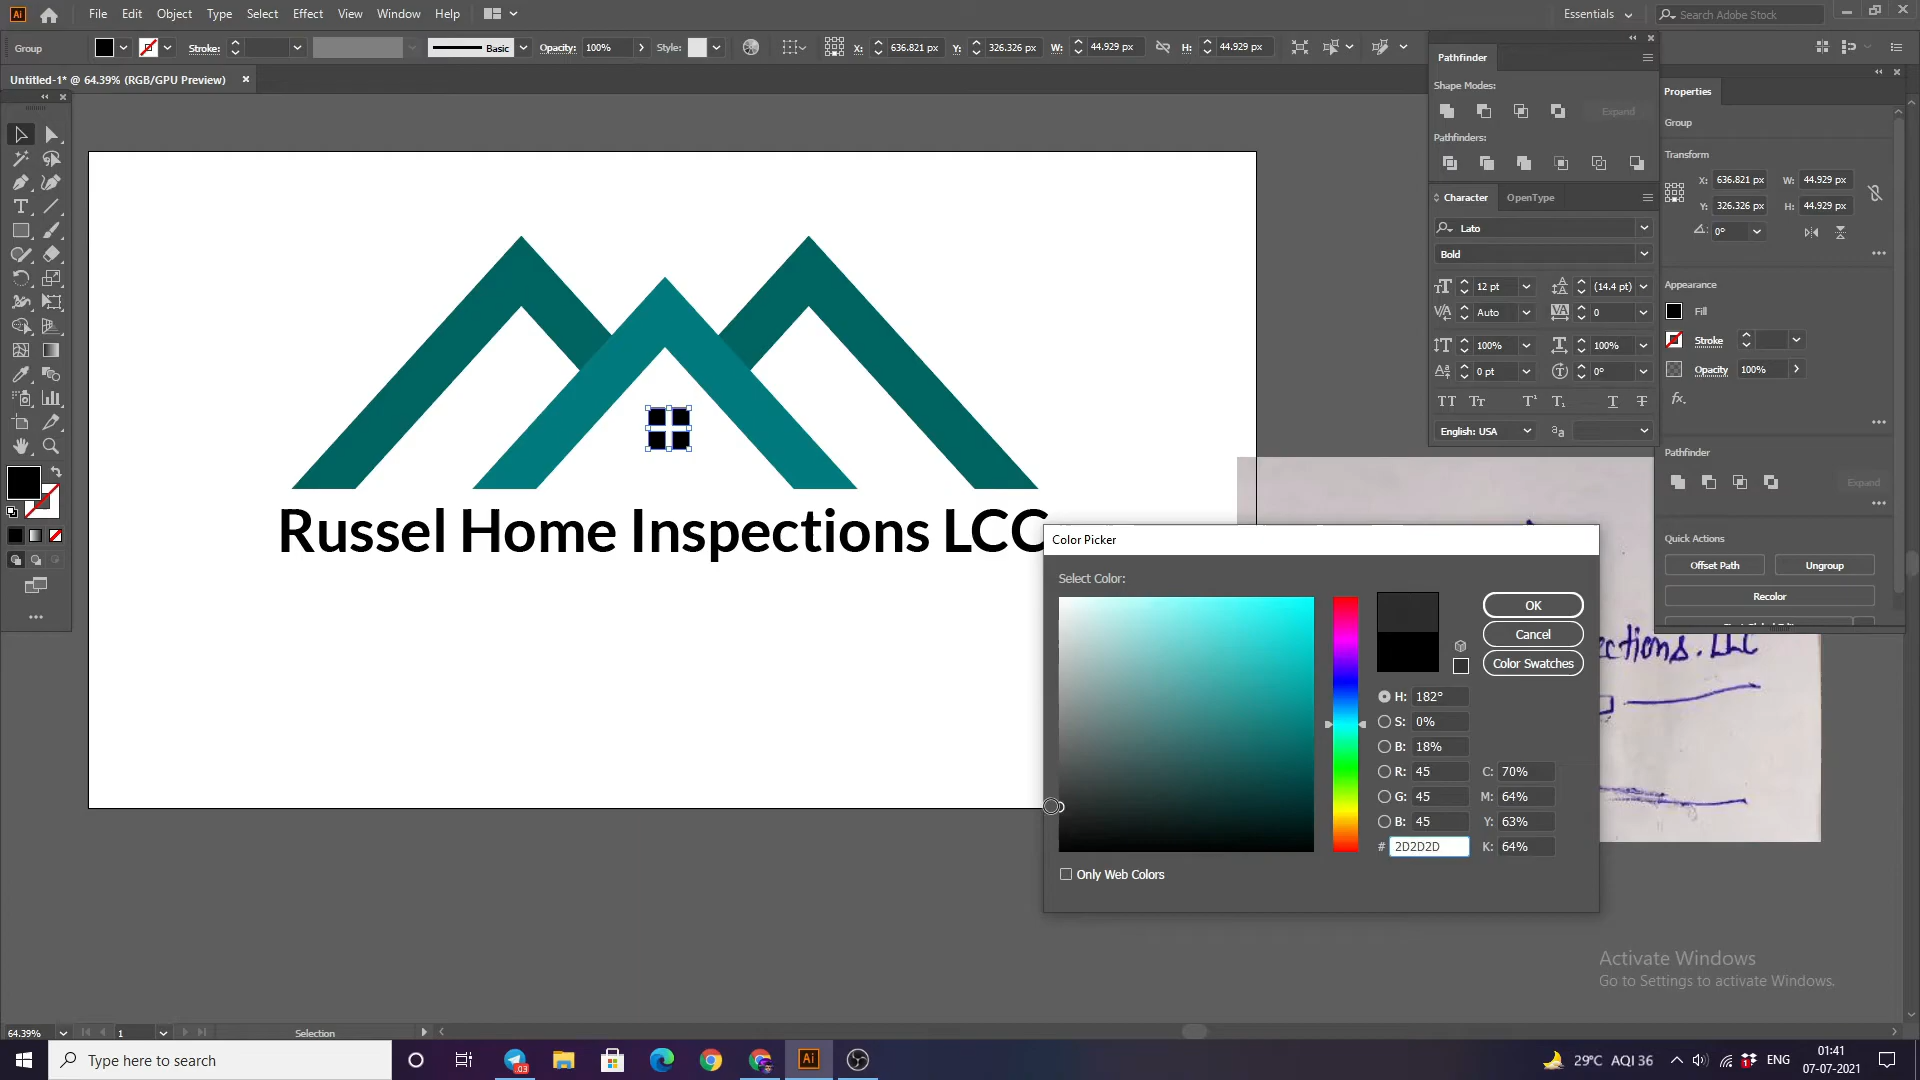 File Edit Object Type Select Effect View Window Help
Essentials
Search Adobe Stock
Group
Stroke:
Basic
Opacity: 100%
Style:
X: 636.821 px
Y: 326.326 px
W: 44.929 px
H: 44.929 px
Untitled-1* @ 64.39% (RGB/GPU Preview)
Pathfinder
Shape Modes:
Expand
Pathfinders:
Character OpenType
Lato
Bold
12 pt (14.4 pt)
Auto 0
100% 100%
0 pt 0°
English: USA
Properties
Group
Transform
X: 636.821 px W: 44.929 px
Y: 326.326 px H: 44.929 px
0°
Appearance
Fill
Stroke
Opacity 100%
fx.
Pathfinder
Expand
Quick Actions
Offset Path Ungroup
Recolor
Russel Home Inspections LCC
ections. LLC
Color Picker
Select Color:
OK
Cancel
Color Swatches
H: 182°
S: 0%
B: 18%
R: 45 C: 70%
G: 45 M: 64%
B: 45 Y: 63%
# 2D2D2D K: 64%
Only Web Colors
Activate Windows
Go to Settings to activate Windows.
64.39% 1 Selection
Type here to search
29°C AQI 36
ENG
01:41
07-07-2021